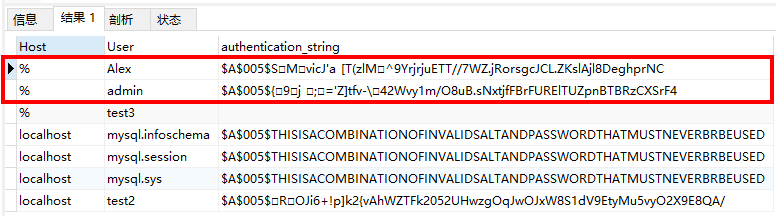 信息 结果 1 剖析 状态
Host User authentication_string
% Alex $A$005$S□M□vicJ'a [T(zlM□^9YrjrjuETT//7WZ.jRorsgcJCL.ZKslAjl8DeghprNC
% admin $A$005${□9□j □;□='Z]tfv-\□42Wvy1m/O8uB.sNxtjfFBrFUREITUZpnBTBRzCXSrF4
% test3
localhost mysql.infoschema $A$005$THISISACOMBINATIONOFINVALIDSALTANDPASSWORDTHATMUSTNEVERBRBEUSED
localhost mysql.session $A$005$THISISACOMBINATIONOFINVALIDSALTANDPASSWORDTHATMUSTNEVERBRBEUSED
localhost mysql.sys $A$005$THISISACOMBINATIONOFINVALIDSALTANDPASSWORDTHATMUSTNEVERBRBEUSED
localhost test2 $A$005$□R□OJi6+!p]k2{vAhWZTFk2052UHwzgOqJwOJxW8S1dV9EtyMu5vyO2X9E8QA/